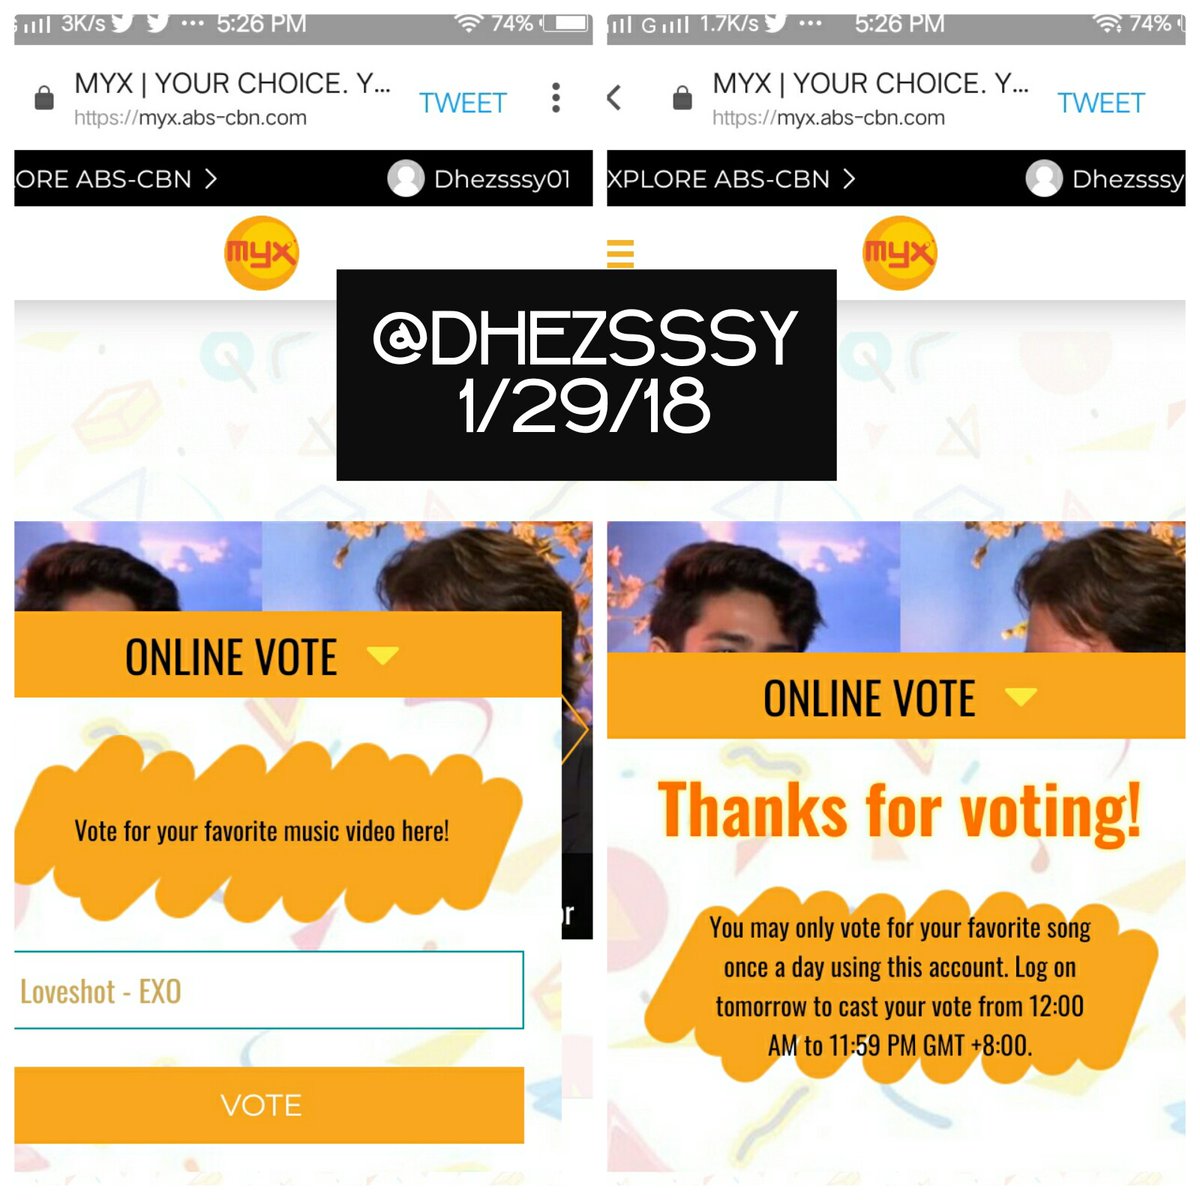 3K/s ... 5:26 PM 74%
MYX | YOUR CHOICE. Y...
https://myx.abs-cbn.com
TWEET
LORE ABS-CBN > Dhezsssy01
myx
G 1.7K/s ... 5:26 PM 74%
MYX | YOUR CHOICE. Y...
https://myx.abs-cbn.com
TWEET
XPLORE ABS-CBN > Dhezsssy
myx
@DHEZSSSY
1/29/18
ONLINE VOTE
Vote for your favorite music video here!
Loveshot - EXO
VOTE
ONLINE VOTE
Thanks for voting!
You may only vote for your favorite song
once a day using this account. Log on
tomorrow to cast your vote from 12:00
AM to 11:59 PM GMT +8:00.